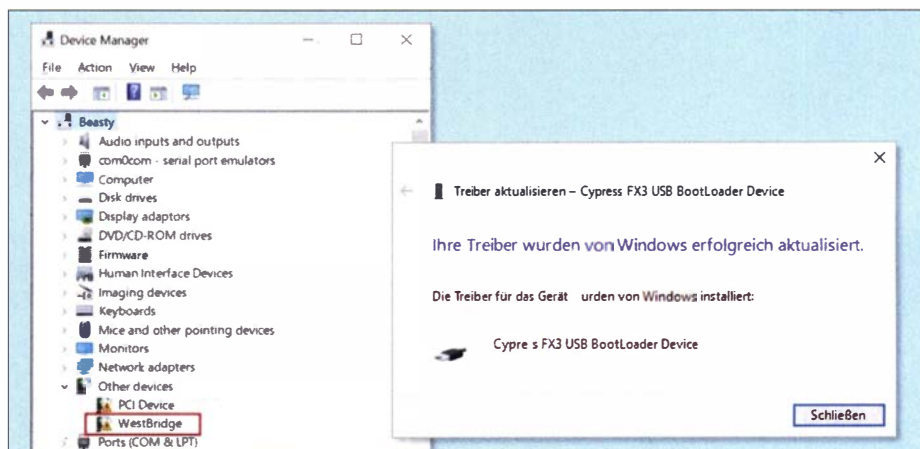 Device Manager
File Action View Help
Beasty
Audio inputs and outputs
com0com - serial port emulators
Computer
Disk drives
Display adaptors
DVD/CD-ROM drives
Firmware
Human Interface Devices
Imaging devices
Keyboards
Mice and other pointing devices
Monitors
Network adapters
Other devices
PCI Device
WestBridge
Ports (COM & LPT)
Treiber aktualisieren – Cypress FX3 USB BootLoader Device
Ihre Treiber wurden von Windows erfolgreich aktualisiert.
Die Treiber für das Gerät urden von Windows installiert:
Cypre s FX3 USB BootLoader Device
Schließen